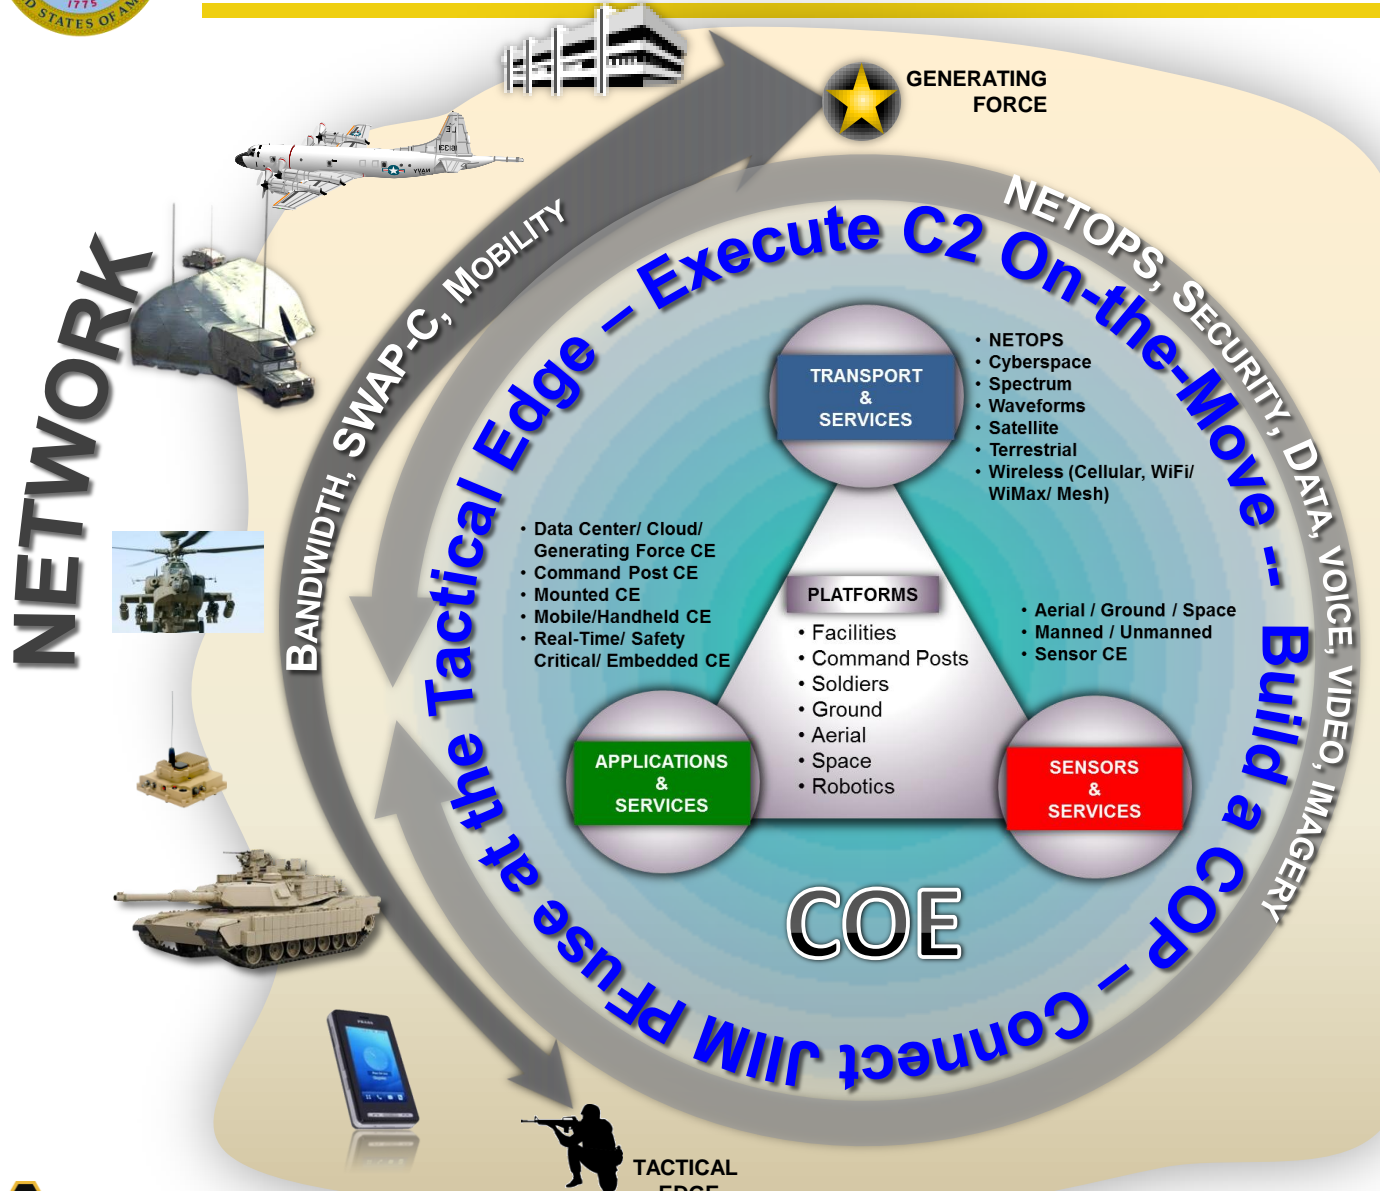 1775
STATES OF AM
GENERATING
FORCE
NETWORK
BANDWIDTH, SWAP-C, MOBILITY
NETOPS, SECURITY, DATA, VOICE, VIDEO, IMAGERY
Fuse at the Tactical Edge – Execute C2 On-the-Move -- Build a COP – Connect JIIM P
TRANSPORT
&
SERVICES
• NETOPS
• Cyberspace
• Spectrum
• Waveforms
• Satellite
• Terrestrial
• Wireless (Cellular, WiFi/
WiMax/ Mesh)
• Data Center/ Cloud/
Generating Force CE
• Command Post CE
• Mounted CE
• Mobile/Handheld CE
• Real-Time/ Safety
Critical/ Embedded CE
PLATFORMS
• Facilities
• Command Posts
• Soldiers
• Ground
• Aerial
• Space
• Robotics
• Aerial / Ground / Space
• Manned / Unmanned
• Sensor CE
APPLICATIONS
&
SERVICES
SENSORS
&
SERVICES
COE
TACTICAL
EDGE